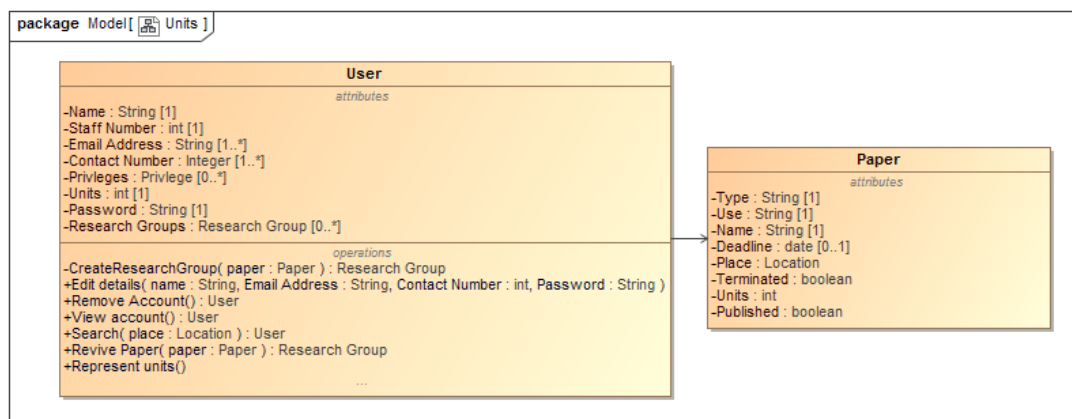 package Model[ Units ]
User
attributes
-Name : String [1]
-Staff Number : int [1]
-Email Address : String [1..*]
-Contact Number : Integer [1..*]
-Privleges : Privlege [0..*]
-Units : int [1]
-Password : String [1]
-Research Groups : Research Group [0..*]
operations
-CreateResearchGroup( paper : Paper ) : Research Group
+Edit details( name : String, Email Address : String, Contact Number : int, Password : String )
+Remove Account() : User
+View account() : User
+Search( place : Location ) : User
+Revive Paper( paper : Paper ) : Research Group
+Represent units()
...
Paper
attributes
-Type : String [1]
-Use : String [1]
-Name : String [1]
-Deadline : date [0..1]
-Place : Location
-Terminated : boolean
-Units : int
-Published : boolean